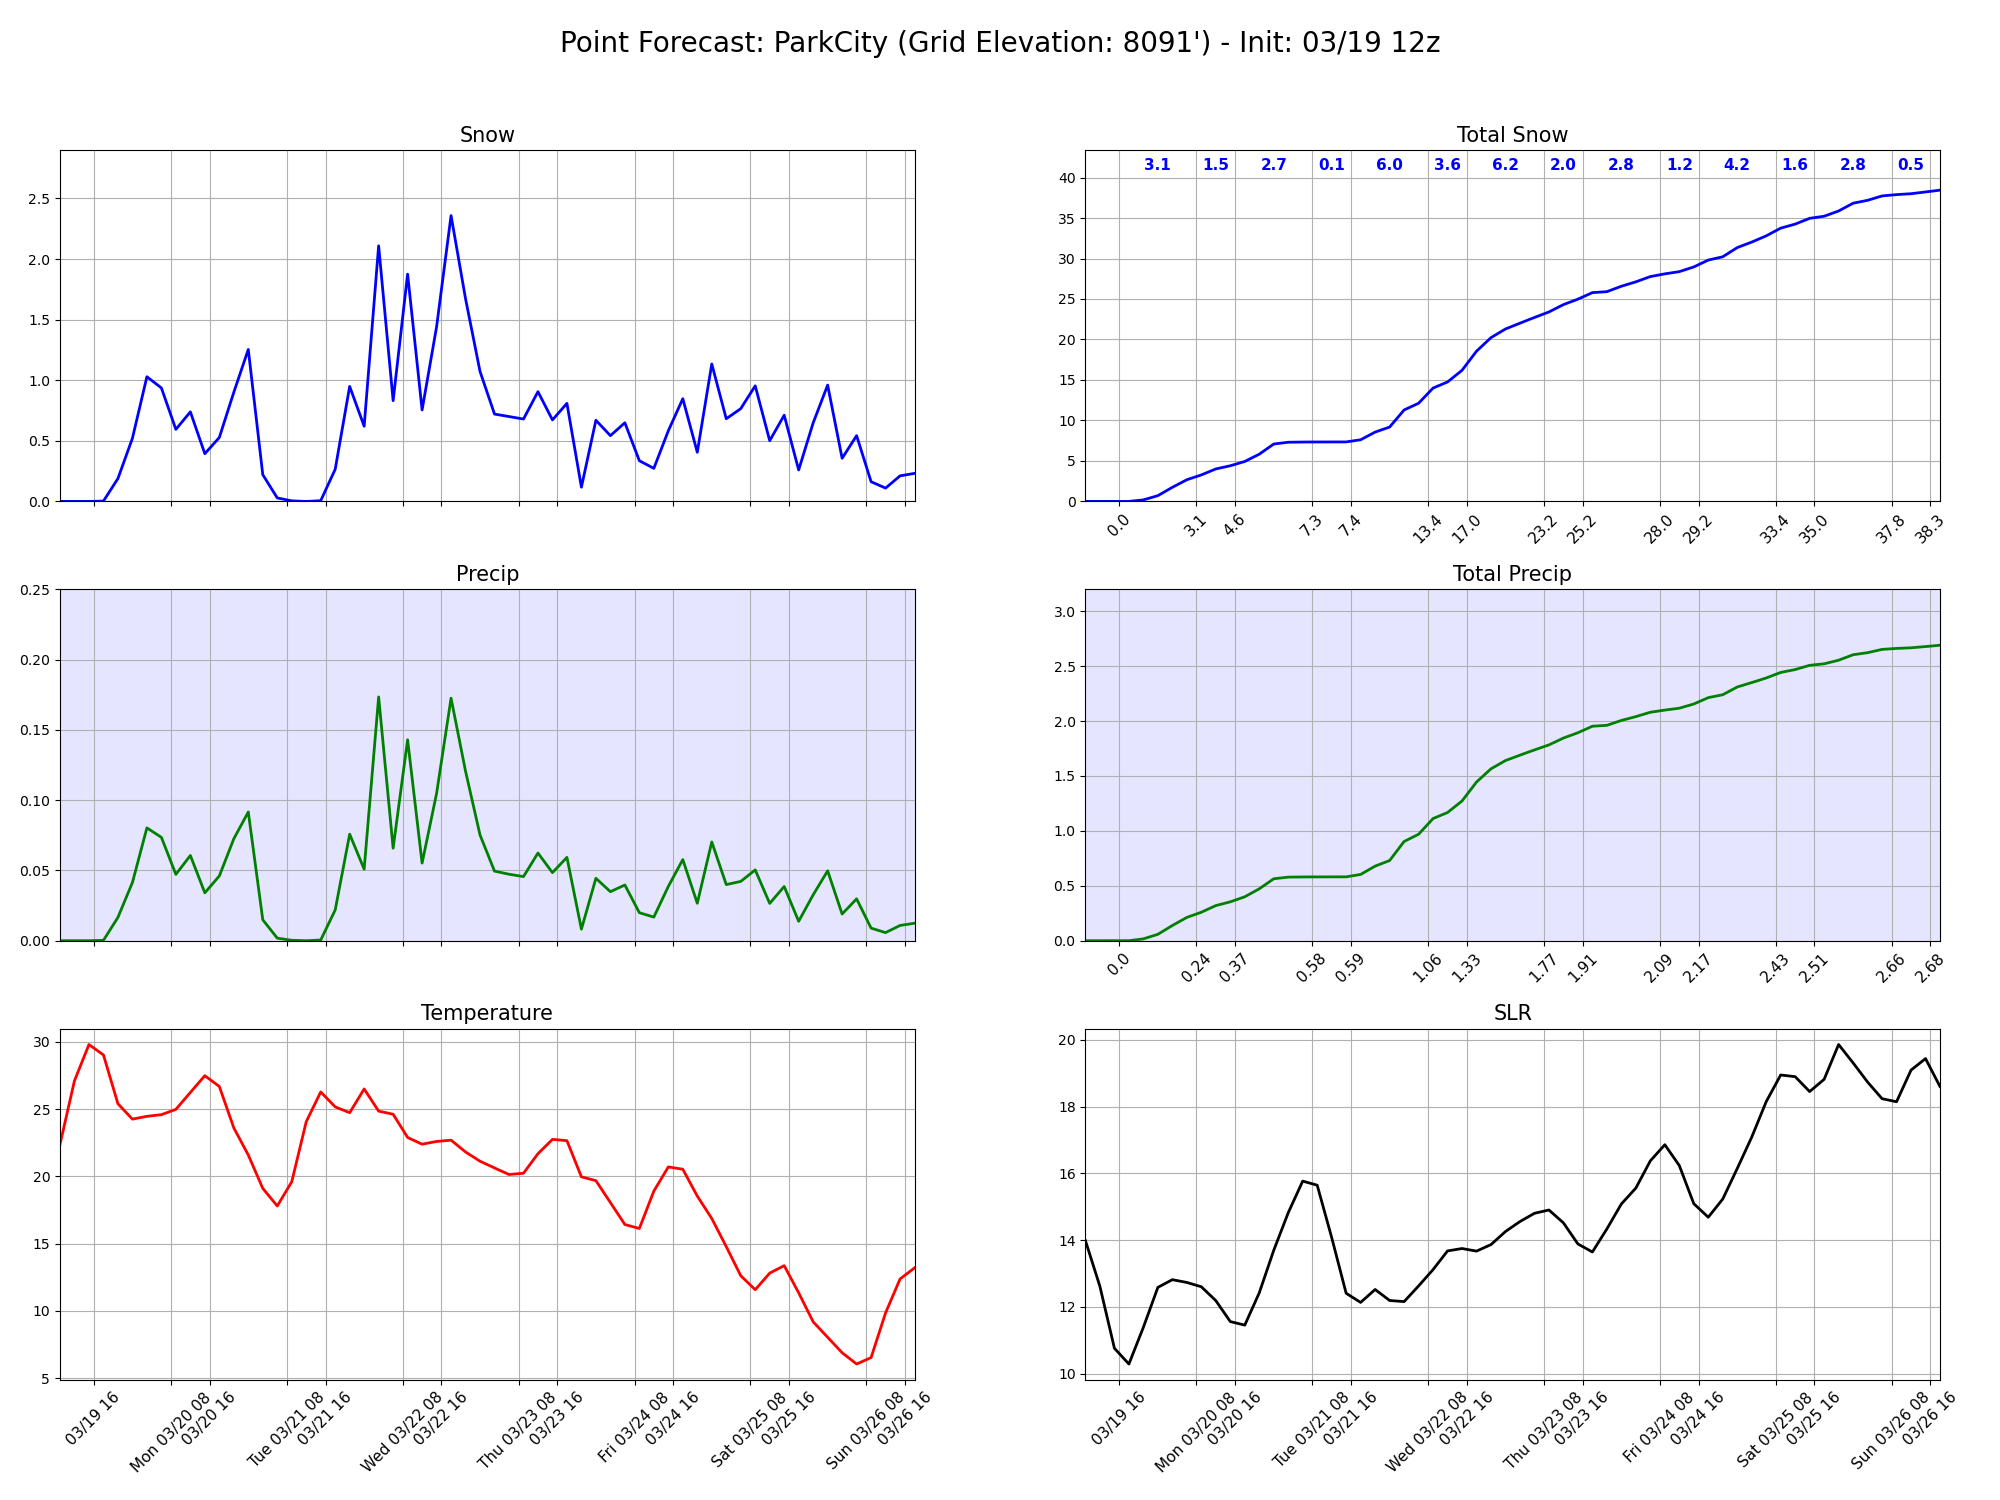 Point Forecast: ParkCity (Grid Elevation: 8091') - Init: 03/19 12z
Snow
2.5
2.0
1.5
1.0
0.5
0.0
Total Snow
3.1 1.5 2.7 0.1 6.0 3.6 6.2 2.0 2.8 1.2 4.2 1.6 2.8 0.5
40
35
30
25
20
15
10
5
0
0.0 3.1 4.6 7.3 7.4 13.4 17.0 23.2 25.2 28.0 29.2 33.4 35.0 37.8 38.3
Precip
0.25
0.20
0.15
0.10
0.05
0.00
Total Precip
3.0
2.5
2.0
1.5
1.0
0.5
0.0
0.0 0.24 0.37 0.58 0.59 1.06 1.33 1.77 1.91 2.09 2.17 2.43 2.51 2.66 2.68
Temperature
30
25
20
15
10
5
03/19 16
Mon 03/20 08
03/20 16
Tue 03/21 08
03/21 16
Wed 03/22 08
03/22 16
Thu 03/23 08
03/23 16
Fri 03/24 08
03/24 16
Sat 03/25 08
03/25 16
Sun 03/26 08
03/26 16
SLR
20
18
16
14
12
10
03/19 16
Mon 03/20 08
03/20 16
Tue 03/21 08
03/21 16
Wed 03/22 08
03/22 16
Thu 03/23 08
03/23 16
Fri 03/24 08
03/24 16
Sat 03/25 08
03/25 16
Sun 03/26 08
03/26 16